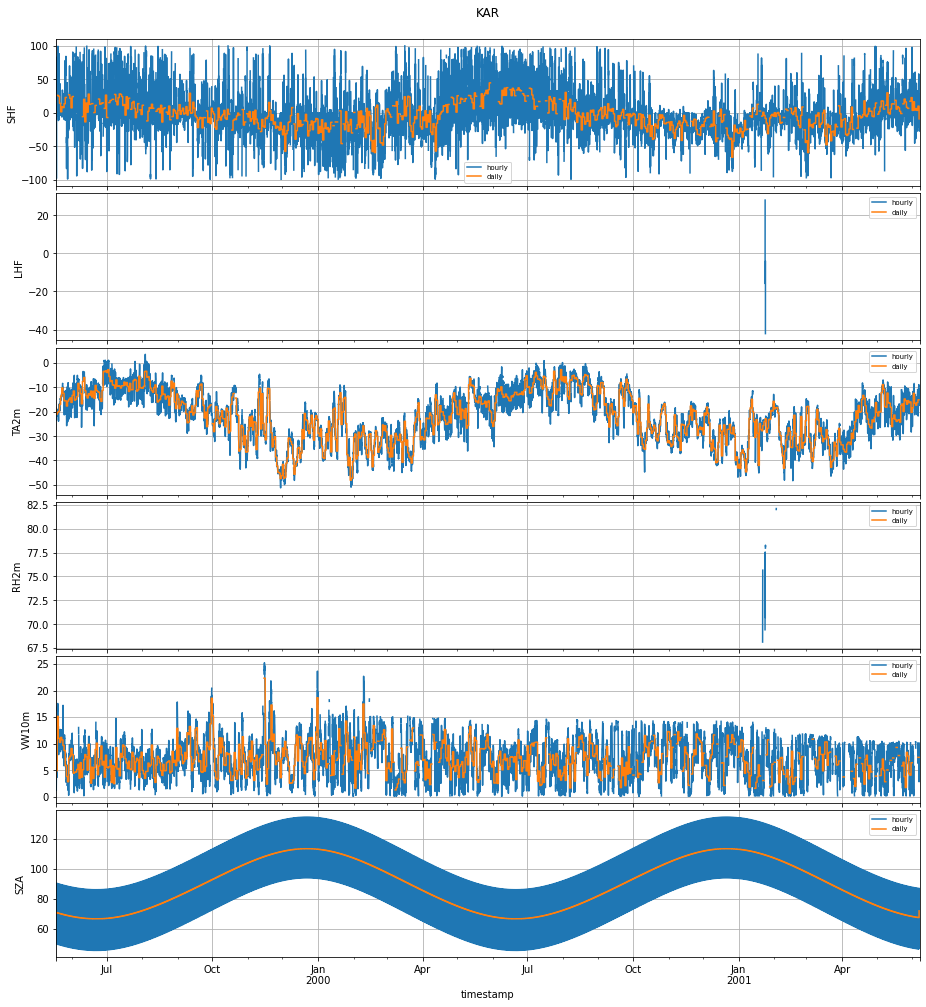 KAR
100
50
0
−50
−100
SHF
hourly
daily
20
0
−20
−40
LHF
hourly
daily
0
−10
−20
−30
−40
−50
TA2m
hourly
daily
82.5
80.0
77.5
75.0
72.5
70.0
67.5
RH2m
hourly
daily
25
20
15
10
5
0
VW10m
hourly
daily
120
100
80
60
SZA
hourly
daily
Jul Oct Jan Apr Jul Oct Jan Apr
2000 2001
timestamp